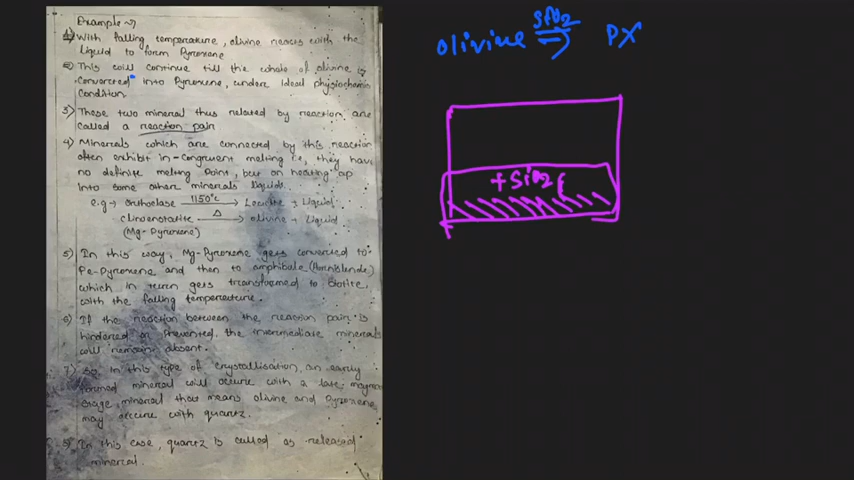 Example →
1) With falling temperature, olivine reacts with the
liquid to form Pyroxene
2) This will continue till the whole of olivine is
converted into Pyroxene, under ideal physiochemical
condition.
3) These two mineral thus related by reaction are
called a reaction pair
4) Minerals which are connected by this reaction
often exhibit in-congruent melting i.e, they have
no definite melting point, but on heating
into some other minerals liquids.
e.g → Orthoclase 1150°C → Leucite + Liquid
Clinoenstatite Δ → Olivine + Liquid
(Mg-Pyroxene)
5) In this way, Mg-Pyroxene gets converted to
Fe-Pyroxene and then to amphibole (Hornblende)
which in turn gets transformed to Biotite
with the falling temperature.
6) If the reaction between the reaction pair is
hindered or prevented, the intermediate mineral
will remain absent.
7) So in this type of crystallisation, an early
formed mineral will occure with a late magma
stage mineral that means olivine and Pyroxene
may occure with quartz.
8) In this case, quartz is called as released
mineral.
Olivine SiO2 ⇌ PX
+ SiO2